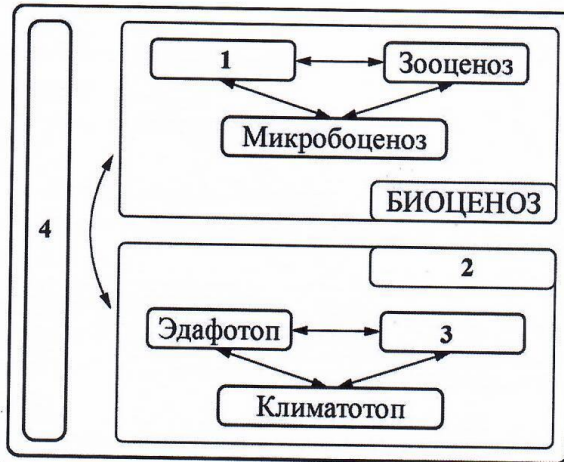 1
Зооценоз
Микробоценоз
БИОЦЕНОЗ
4
2
Эдафотоп
3
Климатотоп